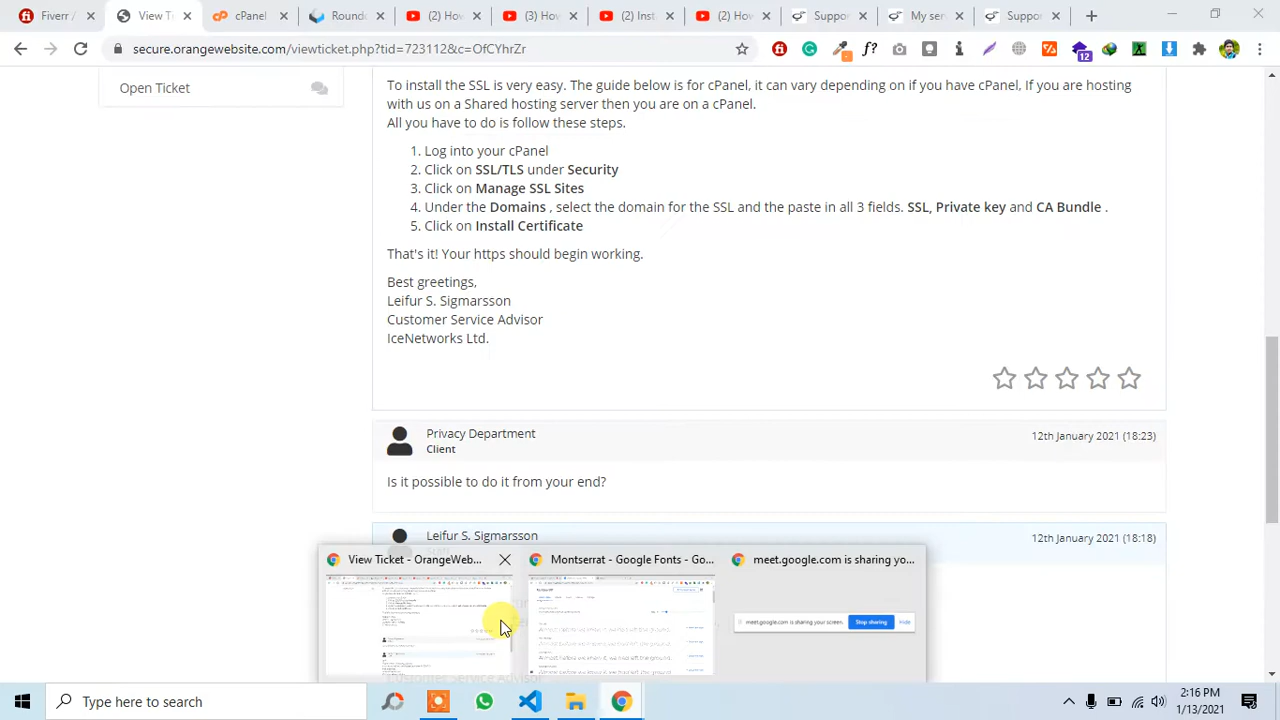 Fiverr /
View T
cPanel
Rounde
(2) How
(3) How
(2) Inst
(2) How
Suppo
My ser
Suppo
secure.orangewebsite.com/viewticket.php?tid=723112&c=OfCYhrZr
f?
12
Open Ticket
To install the SSL is very easy. The guide below is for cPanel, it can vary depending on if you have cPanel, If you are hosting
with us on a Shared hosting server then you are on a cPanel.
All you have to do is follow these steps.
1. Log into your cPanel
2. Click on SSL/TLS under Security
3. Click on Manage SSL Sites
4. Under the Domains , select the domain for the SSL and the paste in all 3 fields. SSL, Private key and CA Bundle .
5. Click on Install Certificate
That's it! Your https should begin working.
Best greetings,
Leifur S. Sigmarsson
Customer Service Advisor
IceNetworks Ltd.
Privacy Department
Client
12th January 2021 (18:23)
Is it possible to do it from your end?
Leifur S. Sigmarsson
12th January 2021 (18:18)
View Ticket - OrangeWeb...
Montserrat - Google Fonts - Go...
meet.google.com is sharing yo...
meet.google.com is sharing your screen.
Stop sharing
Hide
Type here to search
2:16 PM
1/13/2021